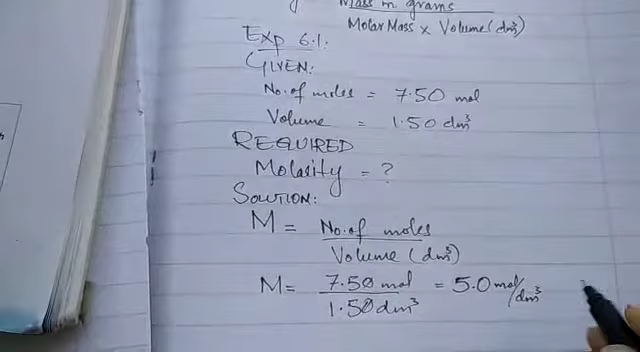 Mass in grams
Molar Mass x Volume (dm³)
Exp 6.1:
GIVEN:
No. of moles = 7.50 mol
Volume = 1.50 dm³
REQUIRED
Molarity = ?
SOLUTION:
M = No. of moles
Volume (dm³)
M = 7.50 mol = 5.0 mol/dm³
1.50 dm³